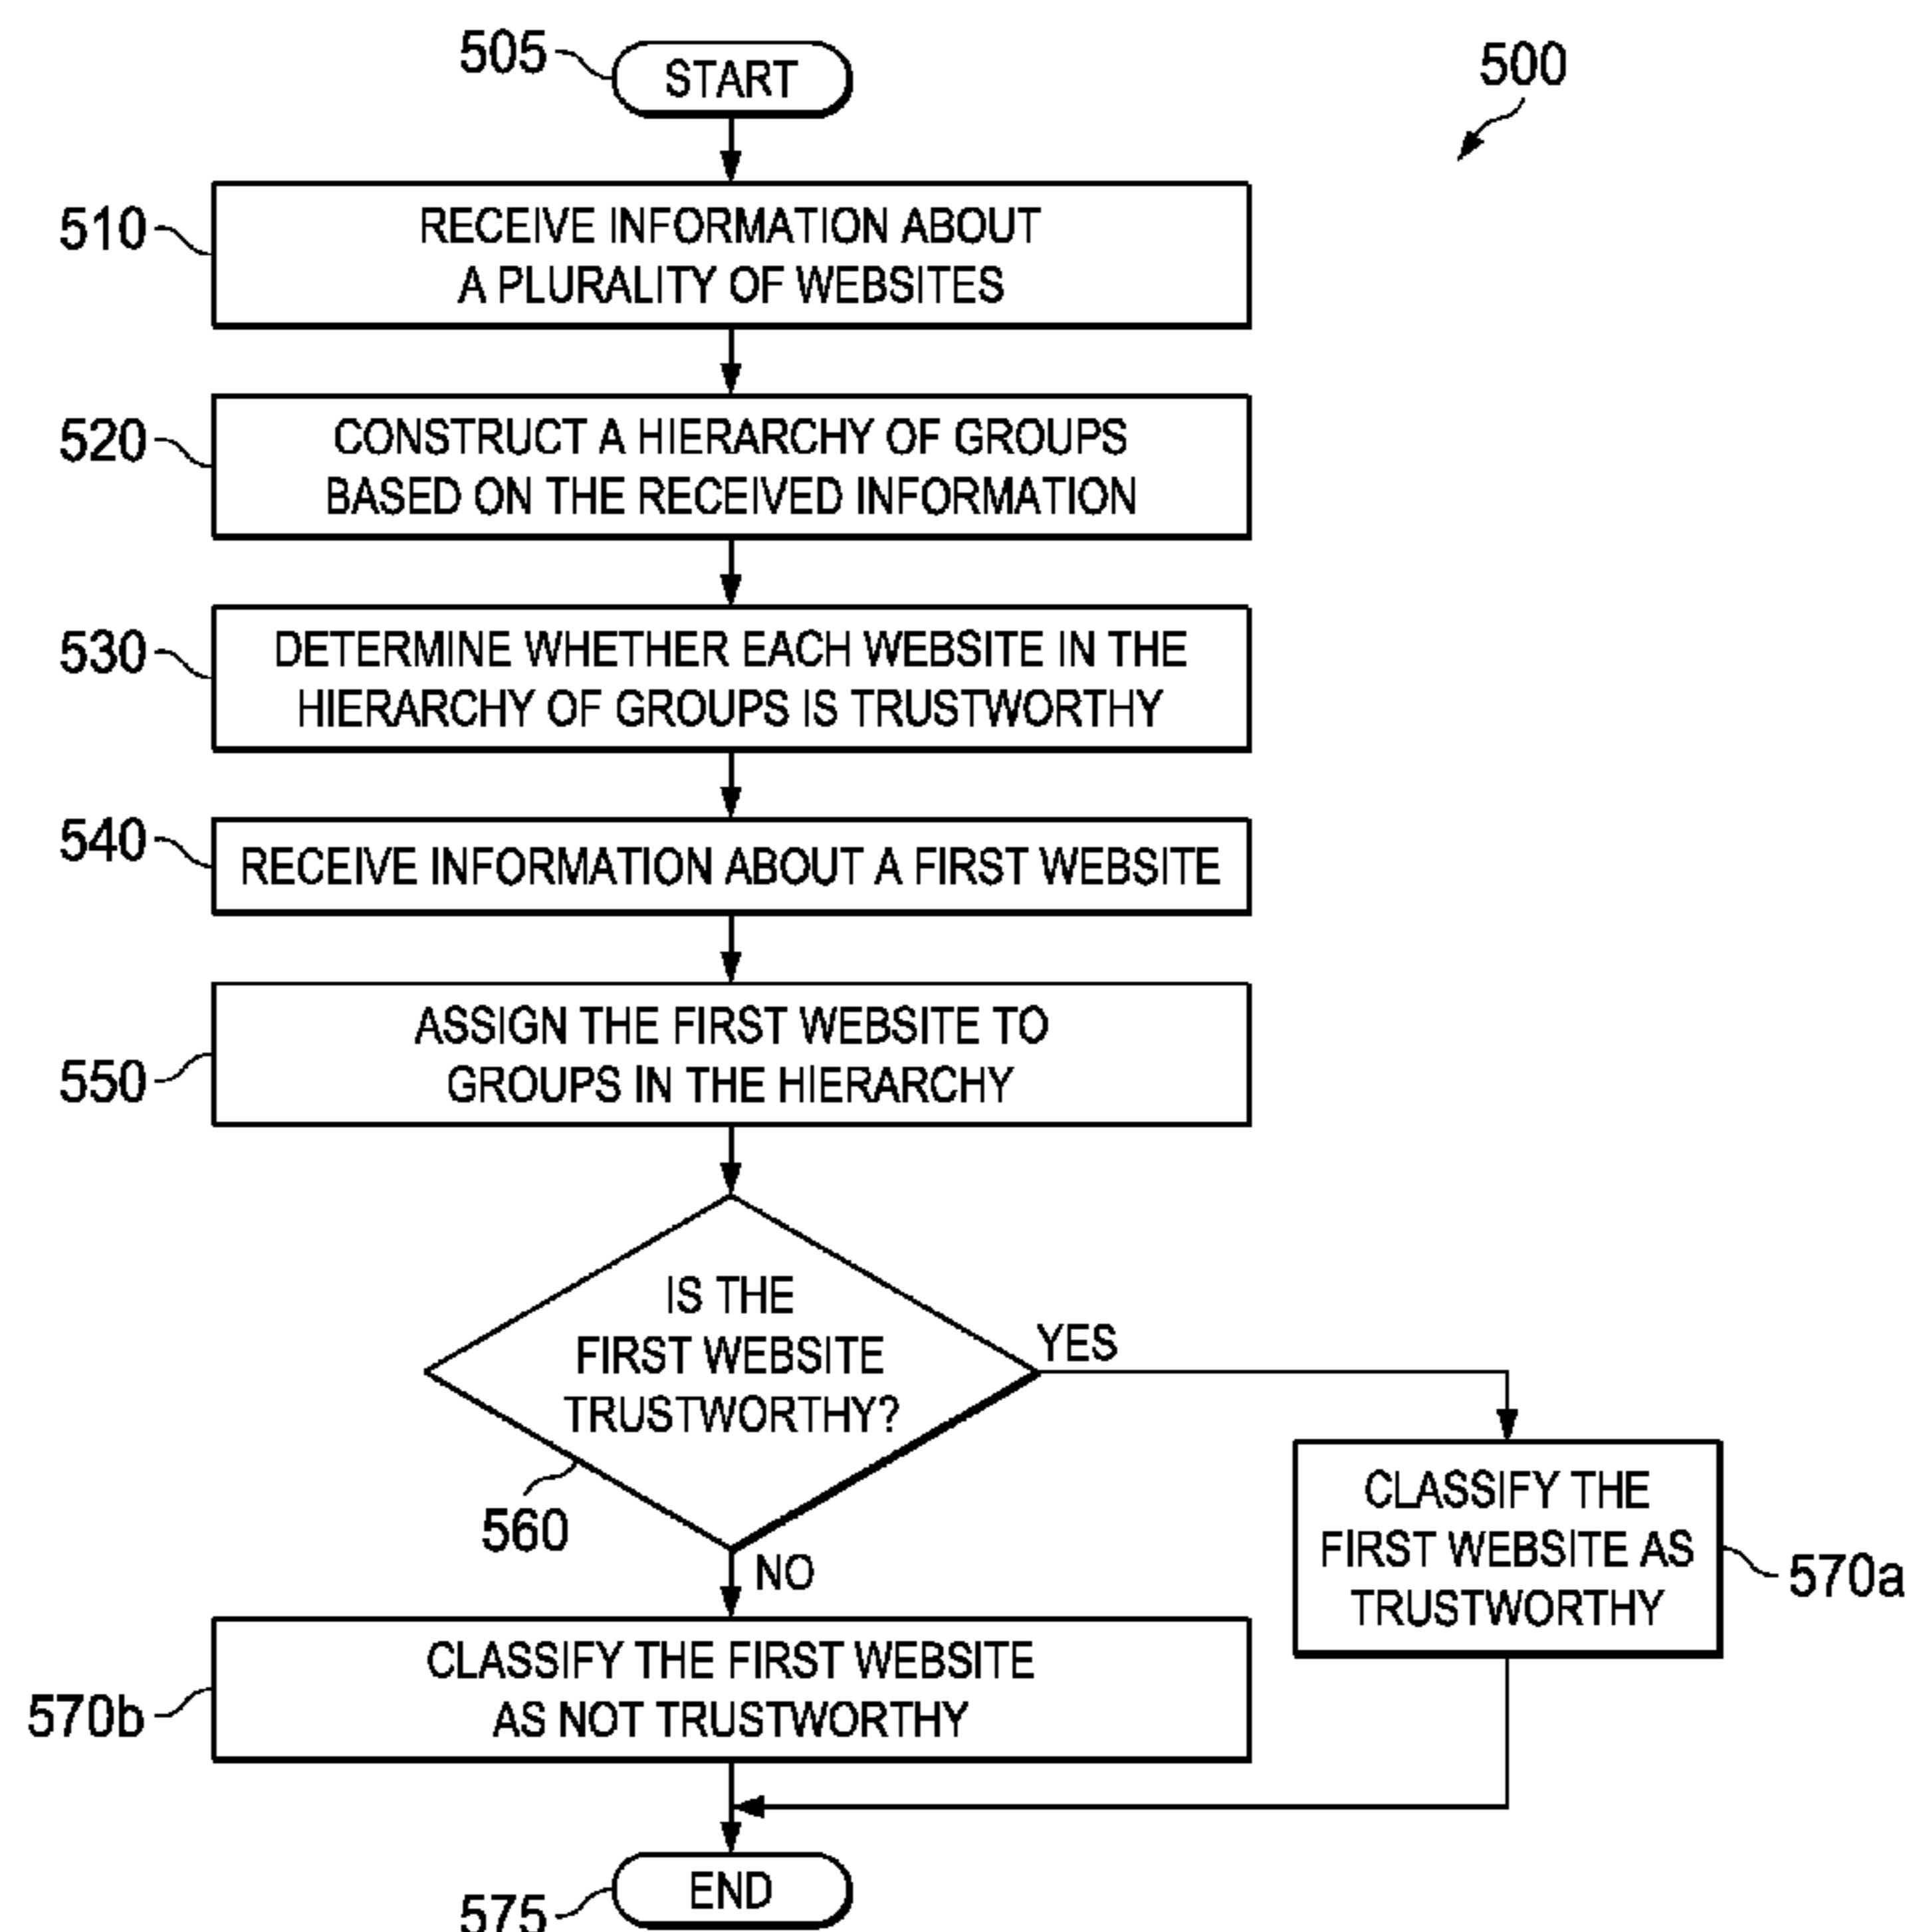 505
START
500
510
RECEIVE INFORMATION ABOUT
A PLURALITY OF WEBSITES
520
CONSTRUCT A HIERARCHY OF GROUPS
BASED ON THE RECEIVED INFORMATION
530
DETERMINE WHETHER EACH WEBSITE IN THE
HIERARCHY OF GROUPS IS TRUSTWORTHY
540
RECEIVE INFORMATION ABOUT A FIRST WEBSITE
550
ASSIGN THE FIRST WEBSITE TO
GROUPS IN THE HIERARCHY
IS THE
FIRST WEBSITE
TRUSTWORTHY?
YES
560
NO
CLASSIFY THE
FIRST WEBSITE AS
TRUSTWORTHY
570a
570b
CLASSIFY THE FIRST WEBSITE
AS NOT TRUSTWORTHY
575
END